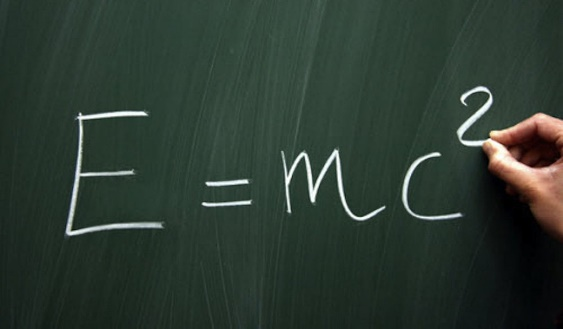 E = mc²